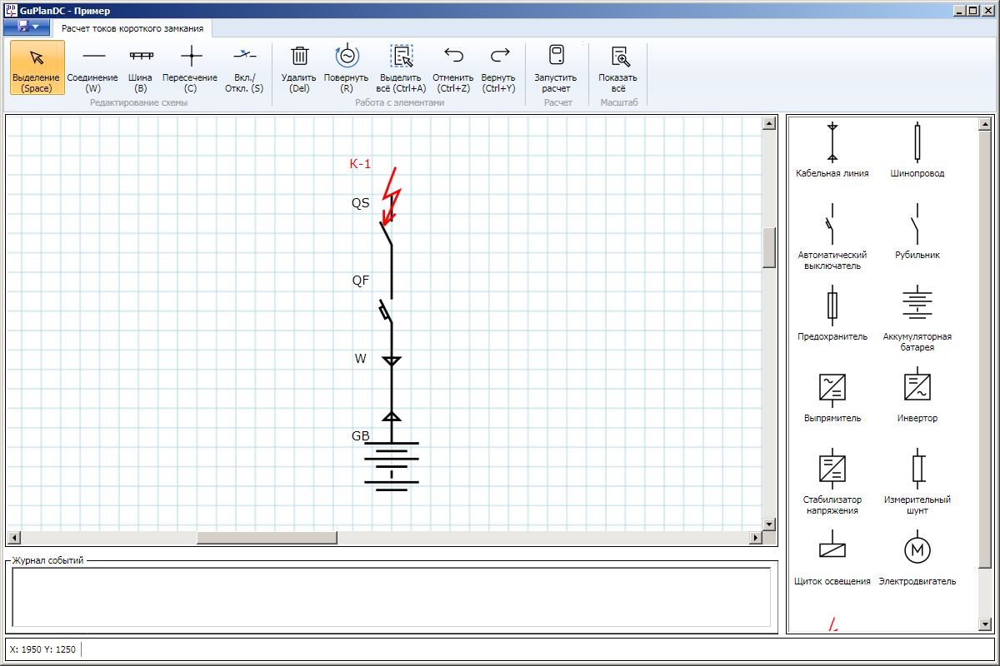 GuPlanDC - Пример
Расчет токов короткого замкания
Выделение
(Space)
Соединение
(W)
Шина
(B)
Пересечение
(C)
Вкл./
Откл. (S)
Редактирование схемы
Удалить
(Del)
Повернуть
(R)
Выделить
всё (Ctrl+A)
Отменить
(Ctrl+Z)
Вернуть
(Ctrl+Y)
Работа с элементами
Запустить
расчет
Расчет
Показать
всё
Масштаб
K-1
QS
QF
W
GB
Кабельная линия
Шинопровод
Автоматический
выключатель
Рубильник
Предохранитель
Аккумуляторная
батарея
Выпрямитель
Инвертор
Стабилизатор
напряжения
Измерительный
шунт
Щиток освещения
M
Электродвигатель
Журнал событий
X: 1950 Y: 1250